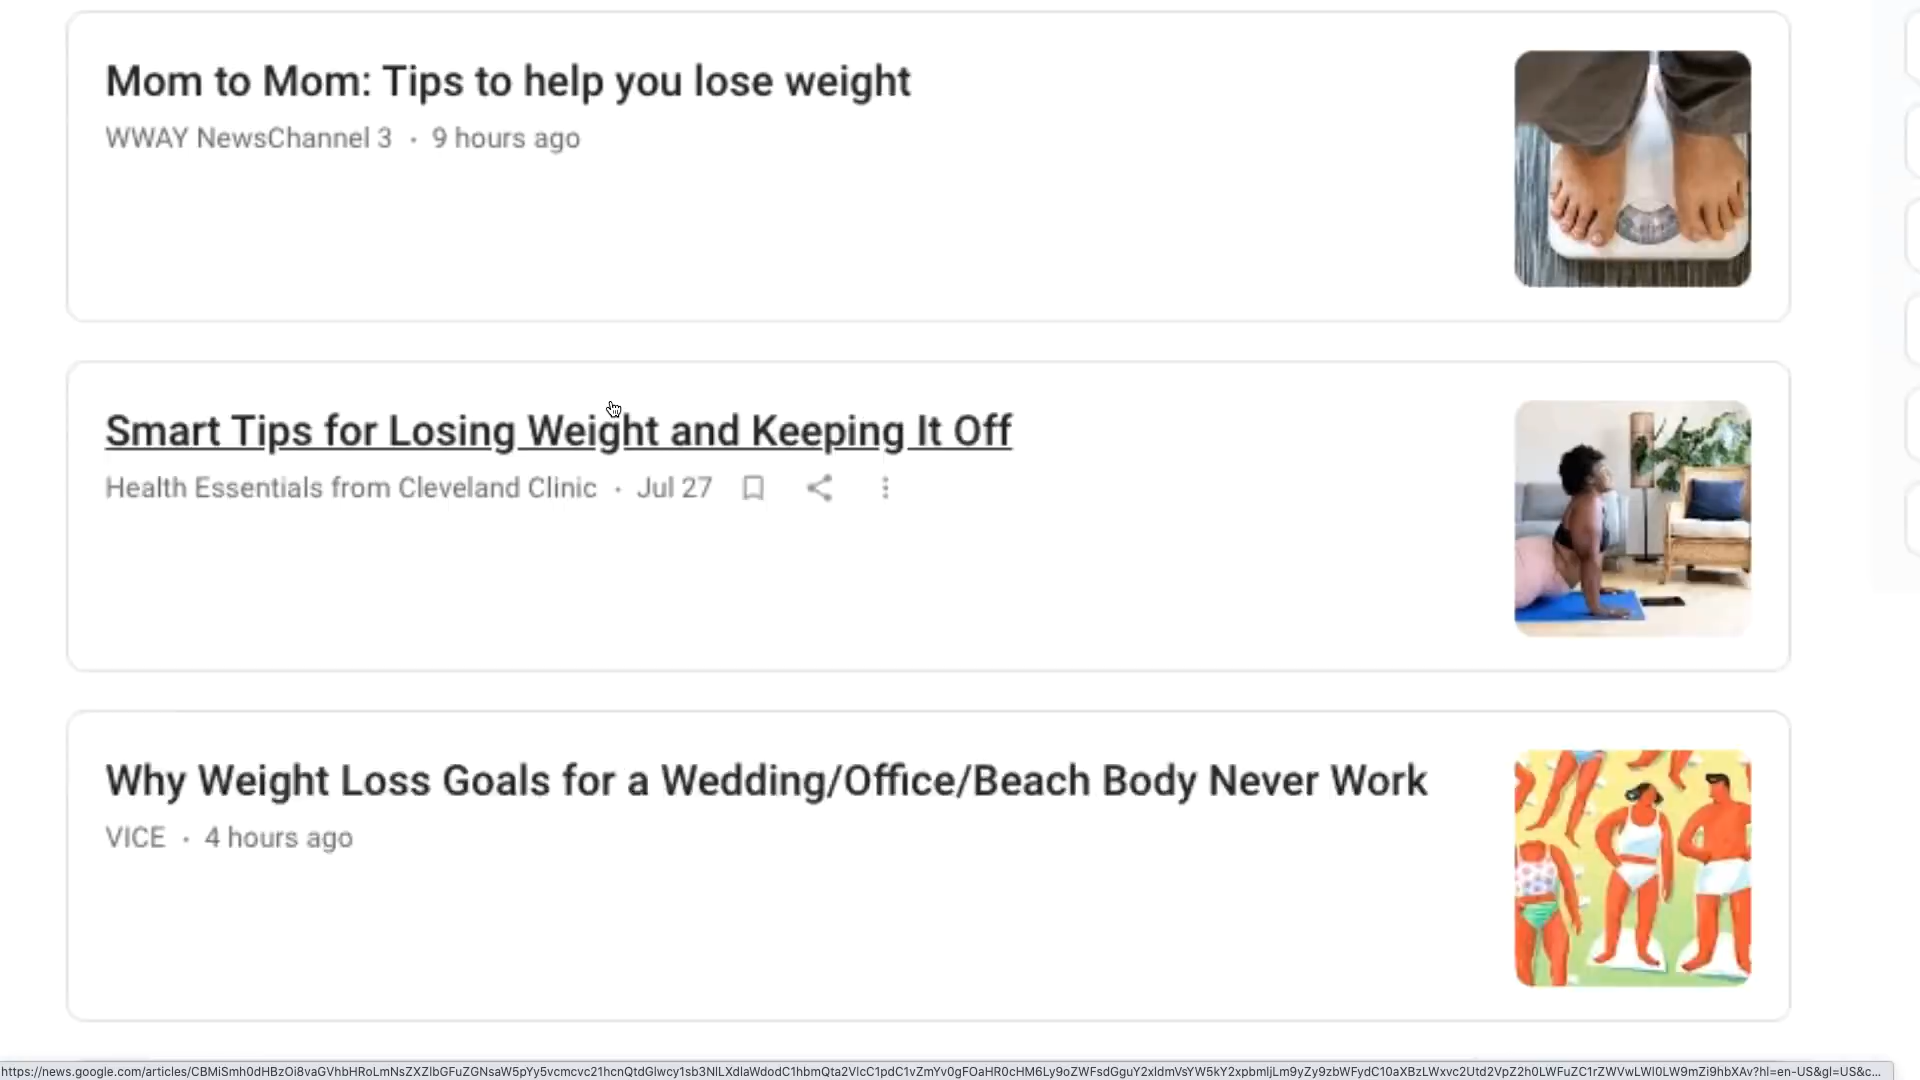 Mom to Mom: Tips to help you lose weight
WWAY NewsChannel 3 · 9 hours ago
Smart Tips for Losing Weight and Keeping It Off
Health Essentials from Cleveland Clinic · Jul 27
Why Weight Loss Goals for a Wedding/Office/Beach Body Never Work
VICE · 4 hours ago